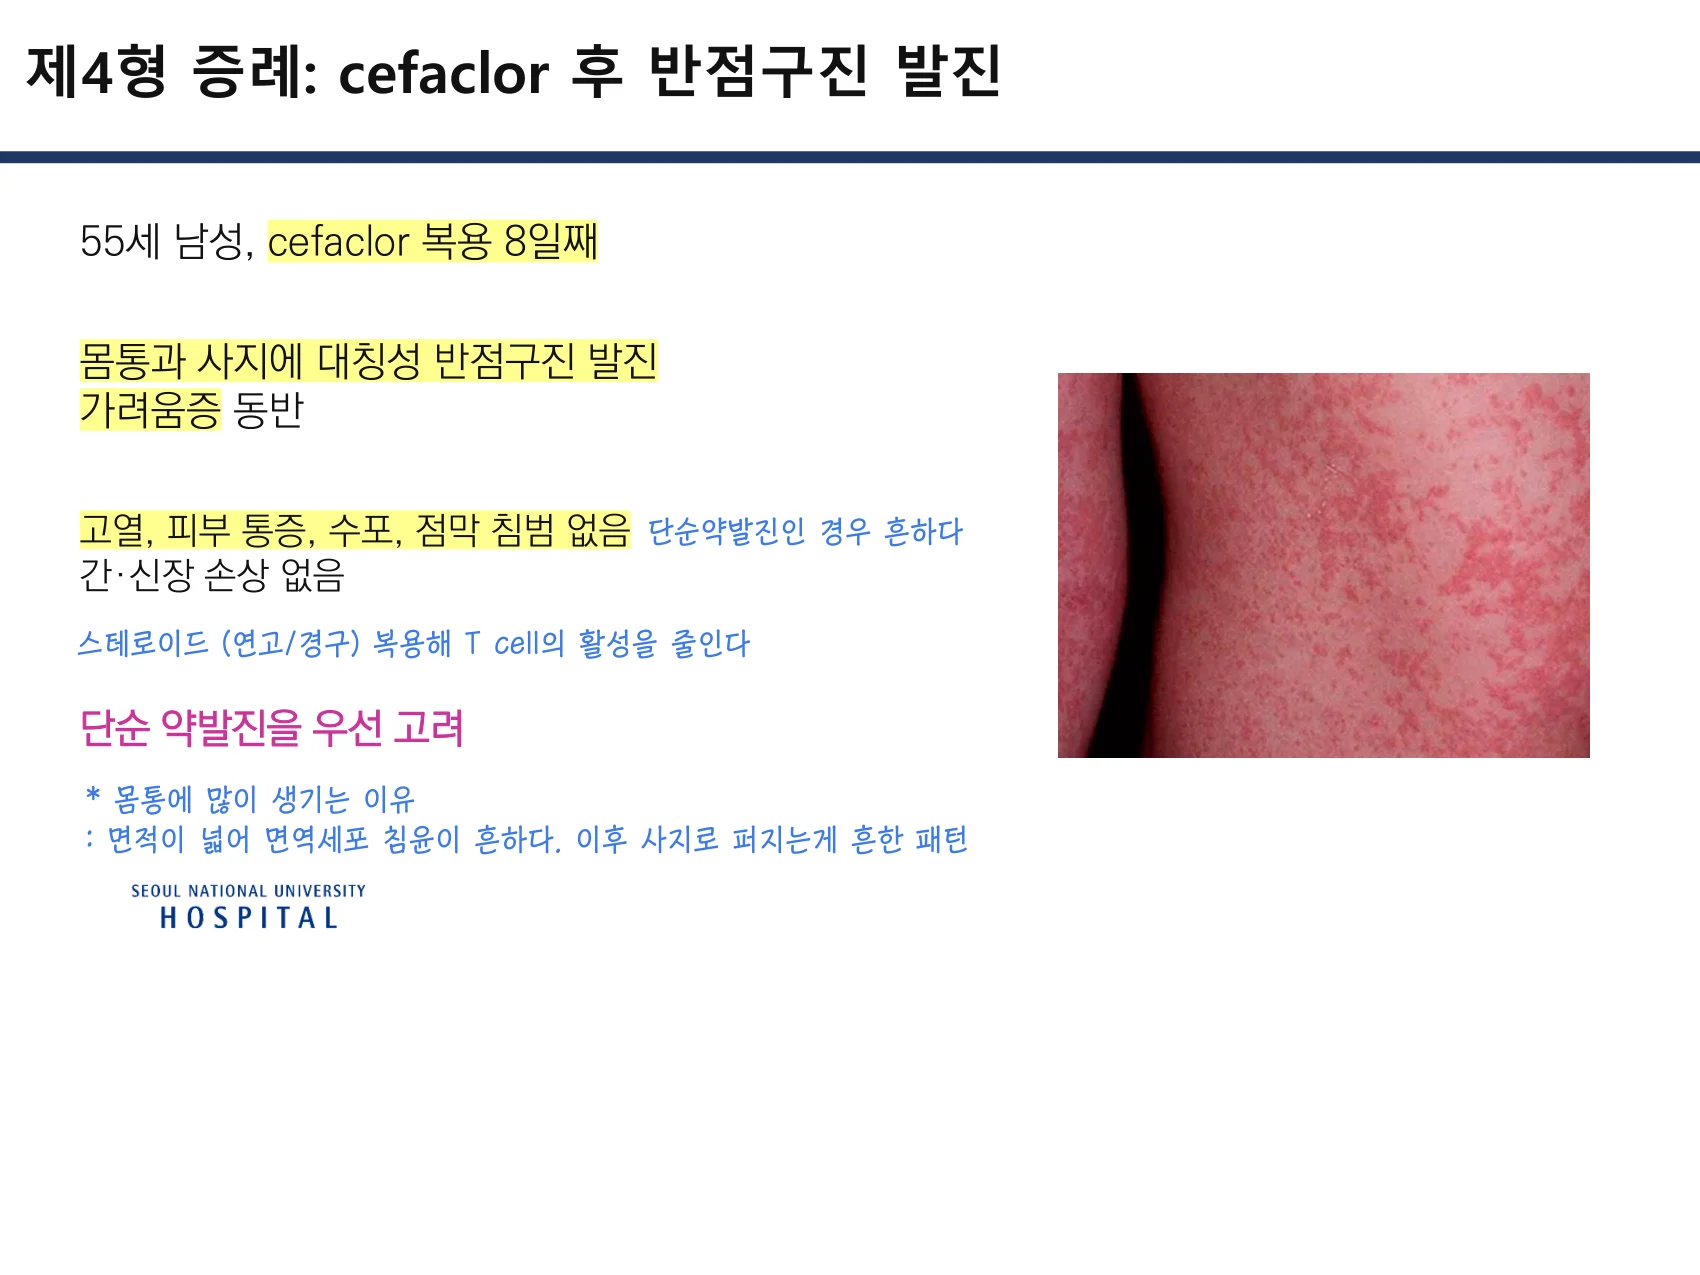 제4형 증례: cefaclor 후 반점구진 발진
55세 남성, cefaclor 복용 8일째
몸통과 사지에 대칭성 반점구진 발진
가려움증 동반
고열, 피부 통증, 수포, 점막 침범 없음 단순약발진인 경우 흔하다
간·신장 손상 없음
스테로이드 (연고/경구) 복용해 T cell의 활성을 줄인다
단순 약발진을 우선 고려
* 몸통에 많이 생기는 이유
: 면적이 넓어 면역세포 침윤이 흔하다. 이후 사지로 퍼지는게 흔한 패턴
SEOUL NATIONAL UNIVERSITY
HOSPITAL